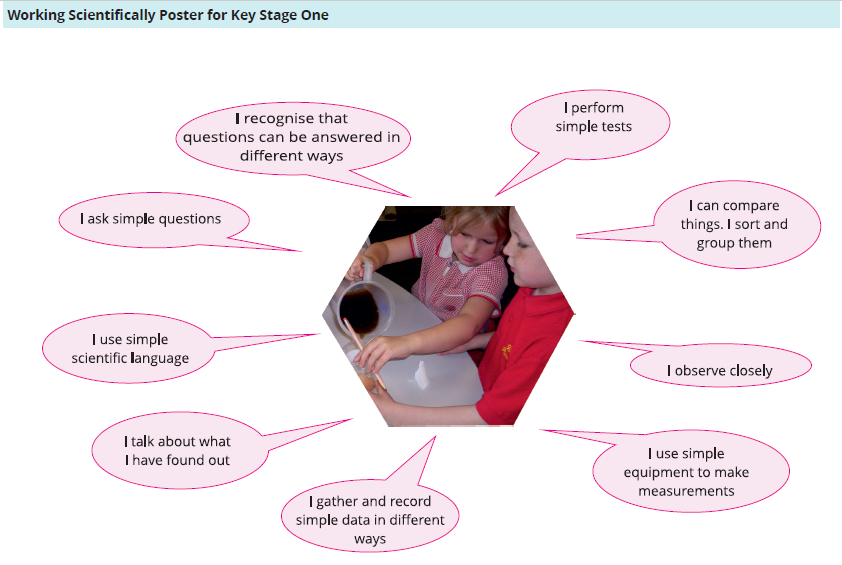 Working Scientifically Poster for Key Stage One
I recognise that
questions can be answered in
different ways
I perform
simple tests
I ask simple questions
I can compare
things. I sort and
group them
I use simple
scientific language
I observe closely
I talk about what
I have found out
I use simple
equipment to make
measurements
I gather and record
simple data in different
ways